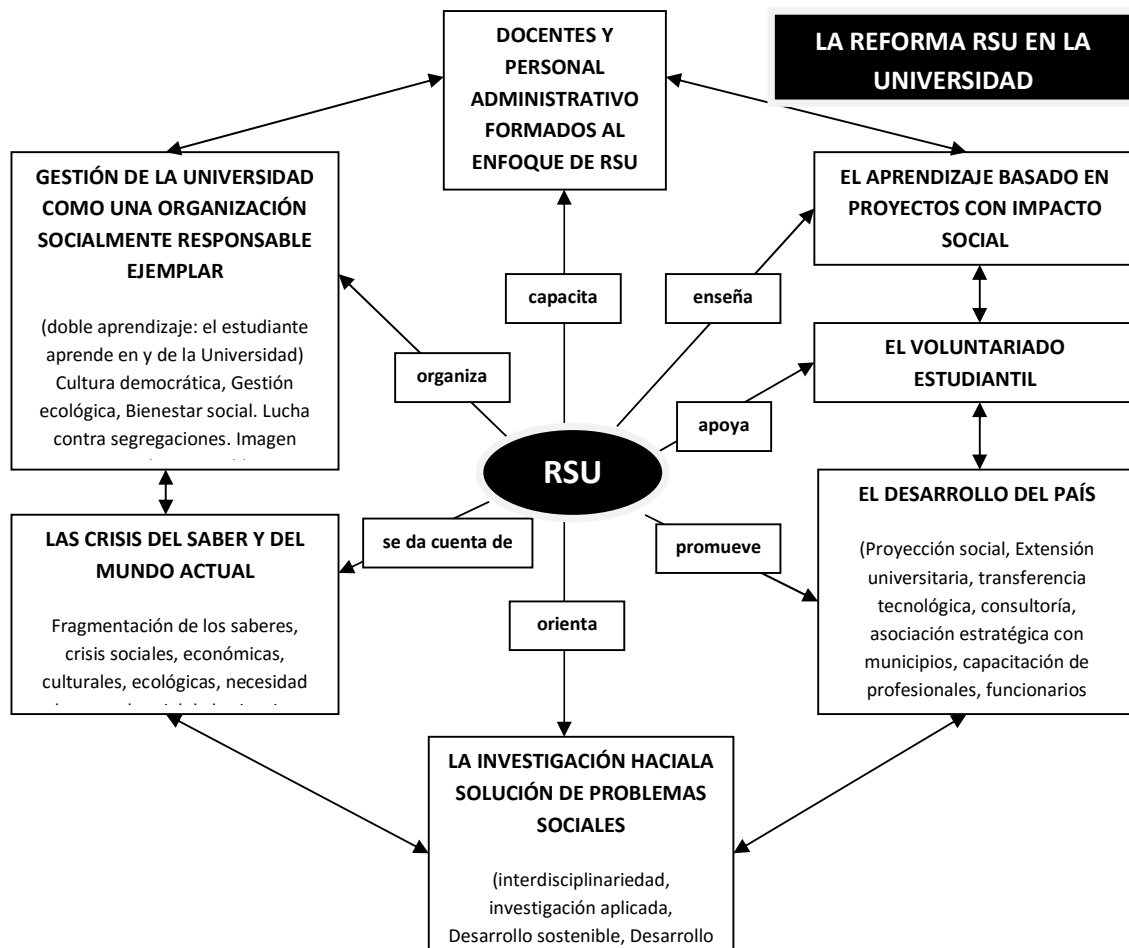 LA REFORMA RSU EN LA
UNIVERSIDAD
DOCENTES Y
PERSONAL
ADMINISTRATIVO
FORMADOS AL
ENFOQUE DE RSU
GESTIÓN DE LA UNIVERSIDAD
COMO UNA ORGANIZACIÓN
SOCIALMENTE RESPONSABLE
EJEMPLAR
(doble aprendizaje: el estudiante
aprende en y de la Universidad)
Cultura democrática, Gestión
ecológica, Bienestar social. Lucha
contra segregaciones. Imagen
EL APRENDIZAJE BASADO EN
PROYECTOS CON IMPACTO
SOCIAL
capacita
enseña
organiza
EL VOLUNTARIADO
ESTUDIANTIL
apoya
RSU
se da cuenta de
promueve
orienta
LAS CRISIS DEL SABER Y DEL
MUNDO ACTUAL
Fragmentación de los saberes,
crisis sociales, económicas,
culturales, ecológicas, necesidad
EL DESARROLLO DEL PAÍS
(Proyección social, Extensión
universitaria, transferencia
tecnológica, consultoría,
asociación estratégica con
municipios, capacitación de
profesionales, funcionarios
LA INVESTIGACIÓN HACIALA
SOLUCIÓN DE PROBLEMAS
SOCIALES
(interdisciplinariedad,
investigación aplicada,
Desarrollo sostenible, Desarrollo